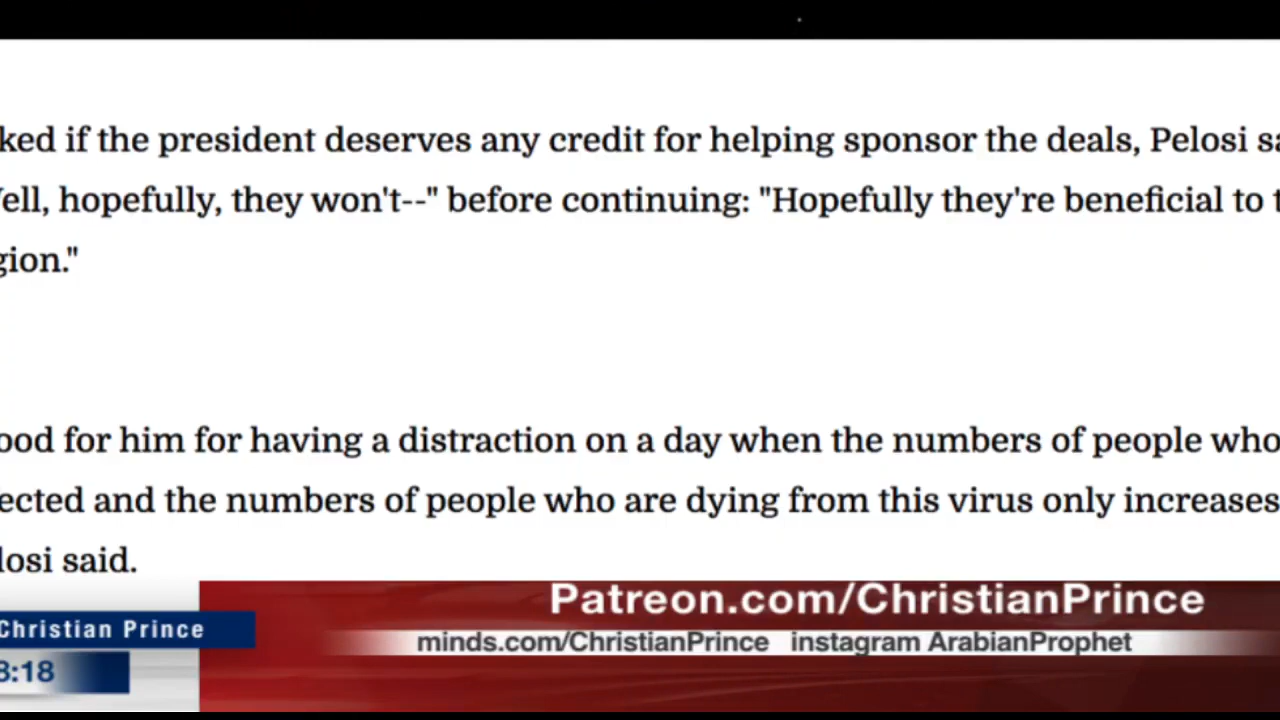 ked if the president deserves any credit for helping sponsor the deals, Pelosi sa
ell, hopefully, they won't--" before continuing: "Hopefully they're beneficial to t
gion."
ood for him for having a distraction on a day when the numbers of people who
ected and the numbers of people who are dying from this virus only increases
losi said.
Patreon.com/ChristianPrince
Christian Prince
minds.com/ChristianPrince instagram ArabianProphet
8:18